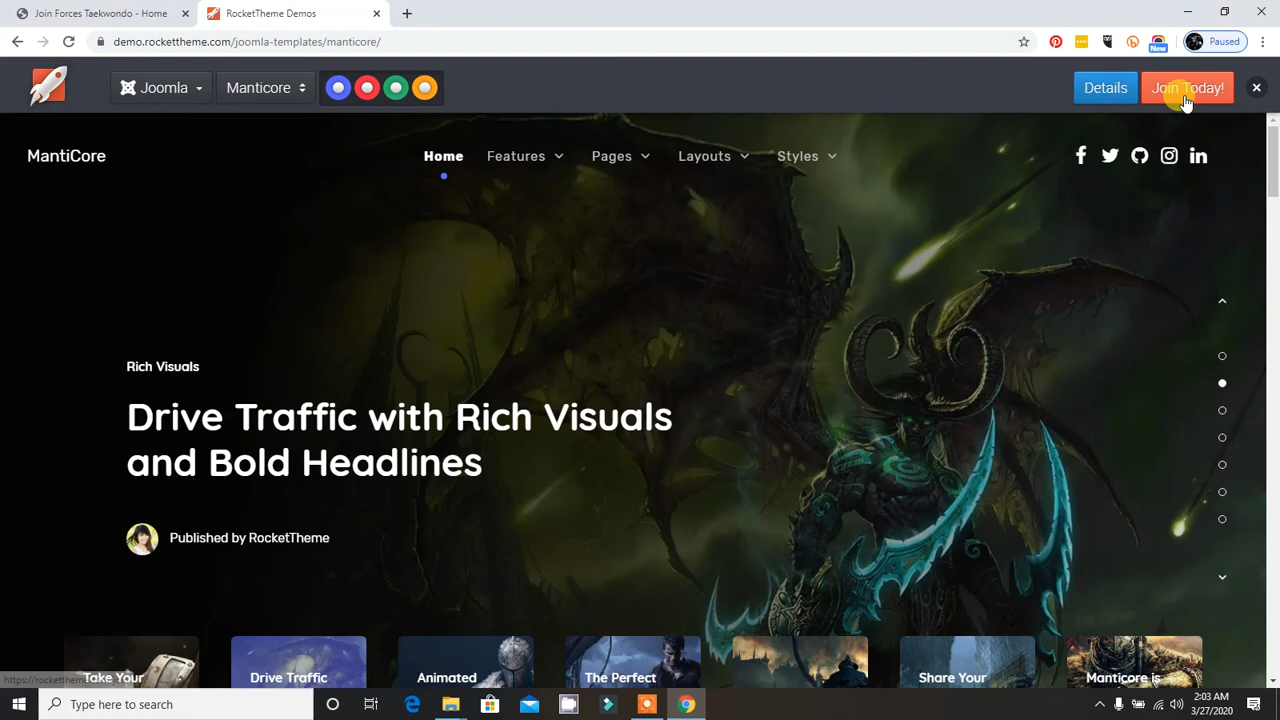 Join Forces Taekwondo - Home
RocketTheme Demos
demo.rockettheme.com/joomla-templates/manticore/
New
Paused
Joomla
Manticore
Details
Join Today!
MantiCore
Home
Features
Pages
Layouts
Styles
Rich Visuals
Drive Traffic with Rich Visuals
and Bold Headlines
Published by RocketTheme
Take Your
Drive Traffic
Animated
The Perfect
Share Your
Manticore is
https://rocketthem
Type here to search
2:03 AM
3/27/2020